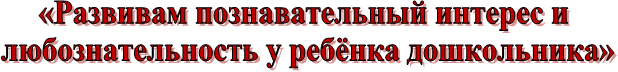 «Развивам познавательный интерес и
любознательность у ребёнка дошкольника»